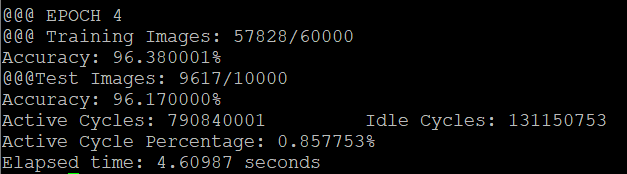 @@@ EPOCH 4
@@@ Training Images: 57828/60000
Accuracy: 96.380001%
@@@Test Images: 9617/10000
Accuracy: 96.170000%
Active Cycles: 790840001 Idle Cycles: 131150753
Active Cycle Percentage: 0.857753%
Elapsed time: 4.60987 seconds